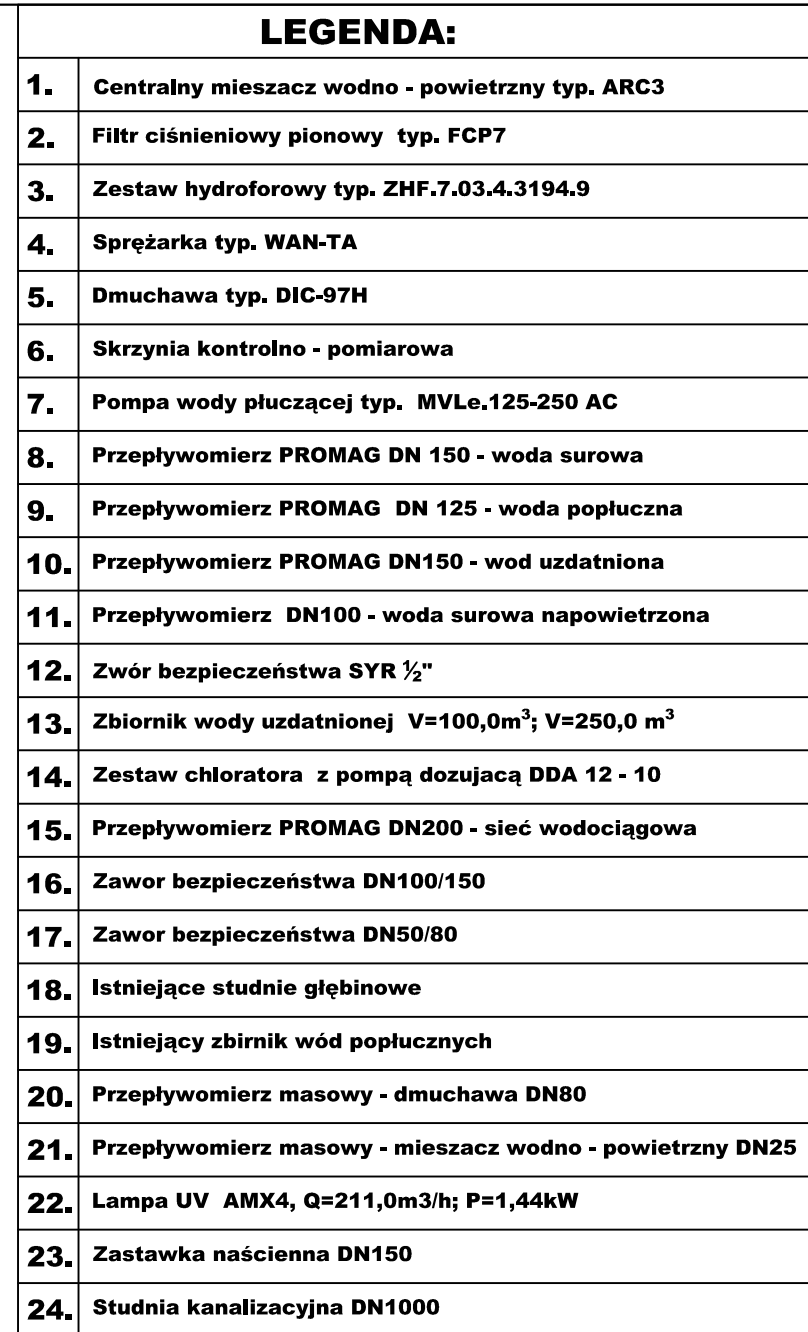 LEGENDA:
1. Centralny mieszacz wodno - powietrzny typ. ARC3
2. Filtr ciśnieniowy pionowy typ. FCP7
3. Zestaw hydroforowy typ. ZHF.7.03.4.3194.9
4. Sprężarka typ. WAN-TA
5. Dmuchawa typ. DIC-97H
6. Skrzynia kontrolno - pomiarowa
7. Pompa wody płuczącej typ. MVLe.125-250 AC
8. Przepływomierz PROMAG DN 150 - woda surowa
9. Przepływomierz PROMAG DN 125 - woda popłuczna
10. Przepływomierz PROMAG DN150 - wod uzdatniona
11. Przepływomierz DN100 - woda surowa napowietrzona
12. Zwór bezpieczeństwa SYR ½"
13. Zbiornik wody uzdatnionej V=100,0m³; V=250,0 m³
14. Zestaw chloratora z pompą dozujacą DDA 12 - 10
15. Przepływomierz PROMAG DN200 - sieć wodociągowa
16. Zawor bezpieczeństwa DN100/150
17. Zawor bezpieczeństwa DN50/80
18. Istniejące studnie głębinowe
19. Istniejący zbirnik wód popłucznych
20. Przepływomierz masowy - dmuchawa DN80
21. Przepływomierz masowy - mieszacz wodno - powietrzny DN25
22. Lampa UV AMX4, Q=211,0m3/h; P=1,44kW
23. Zastawka naścienna DN150
24. Studnia kanalizacyjna DN1000